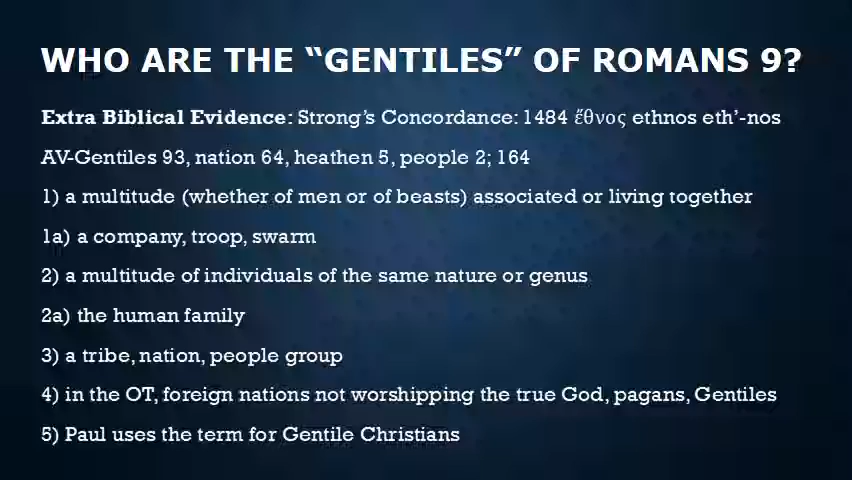 WHO ARE THE “GENTILES” OF ROMANS 9?
Extra Biblical Evidence: Strong’s Concordance: 1484 ἔθνος ethnos eth’-nos
AV-Gentiles 93, nation 64, heathen 5, people 2; 164
1) a multitude (whether of men or of beasts) associated or living together
1a) a company, troop, swarm
2) a multitude of individuals of the same nature or genus
2a) the human family
3) a tribe, nation, people group
4) in the OT, foreign nations not worshipping the true God, pagans, Gentiles
5) Paul uses the term for Gentile Christians